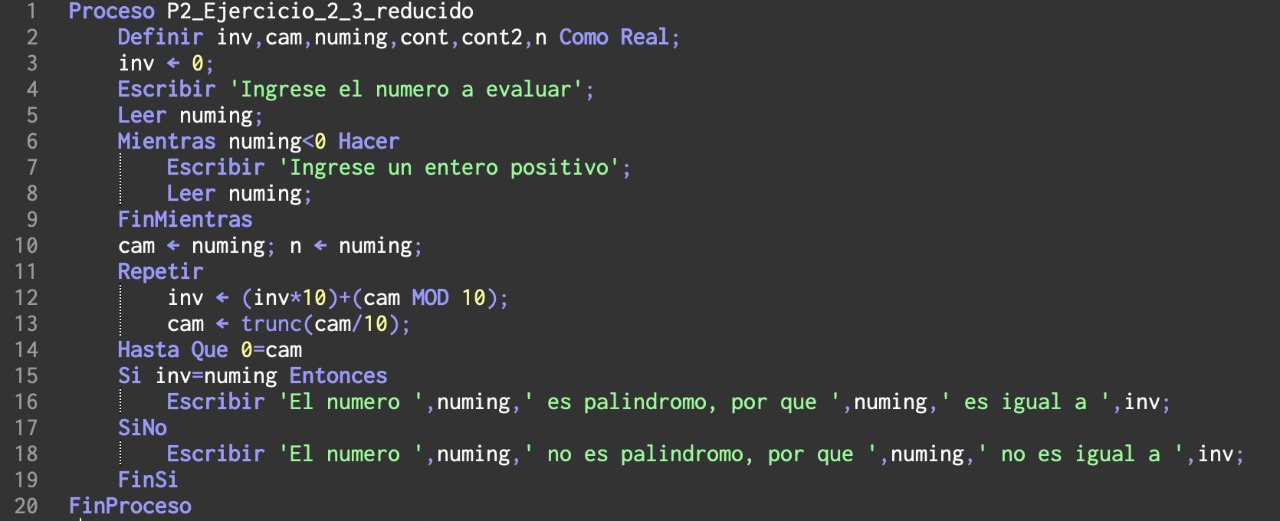 1 Proceso P2_Ejercicio_2_3_reducido
2 Definir inv,cam,numing,cont,cont2,n Como Real;
3 inv ← 0;
4 Escribir 'Ingrese el numero a evaluar';
5 Leer numing;
6 Mientras numing<0 Hacer
7 Escribir 'Ingrese un entero positivo';
8 Leer numing;
9 FinMientras
10 cam ← numing; n ← numing;
11 Repetir
12 inv ← (inv*10)+(cam MOD 10);
13 cam ← trunc(cam/10);
14 Hasta Que 0=cam
15 Si inv=numing Entonces
16 Escribir 'El numero ',numing,' es palindromo, por que ',numing,' es igual a ',inv;
17 SiNo
18 Escribir 'El numero ',numing,' no es palindromo, por que ',numing,' no es igual a ',inv;
19 FinSi
20 FinProceso